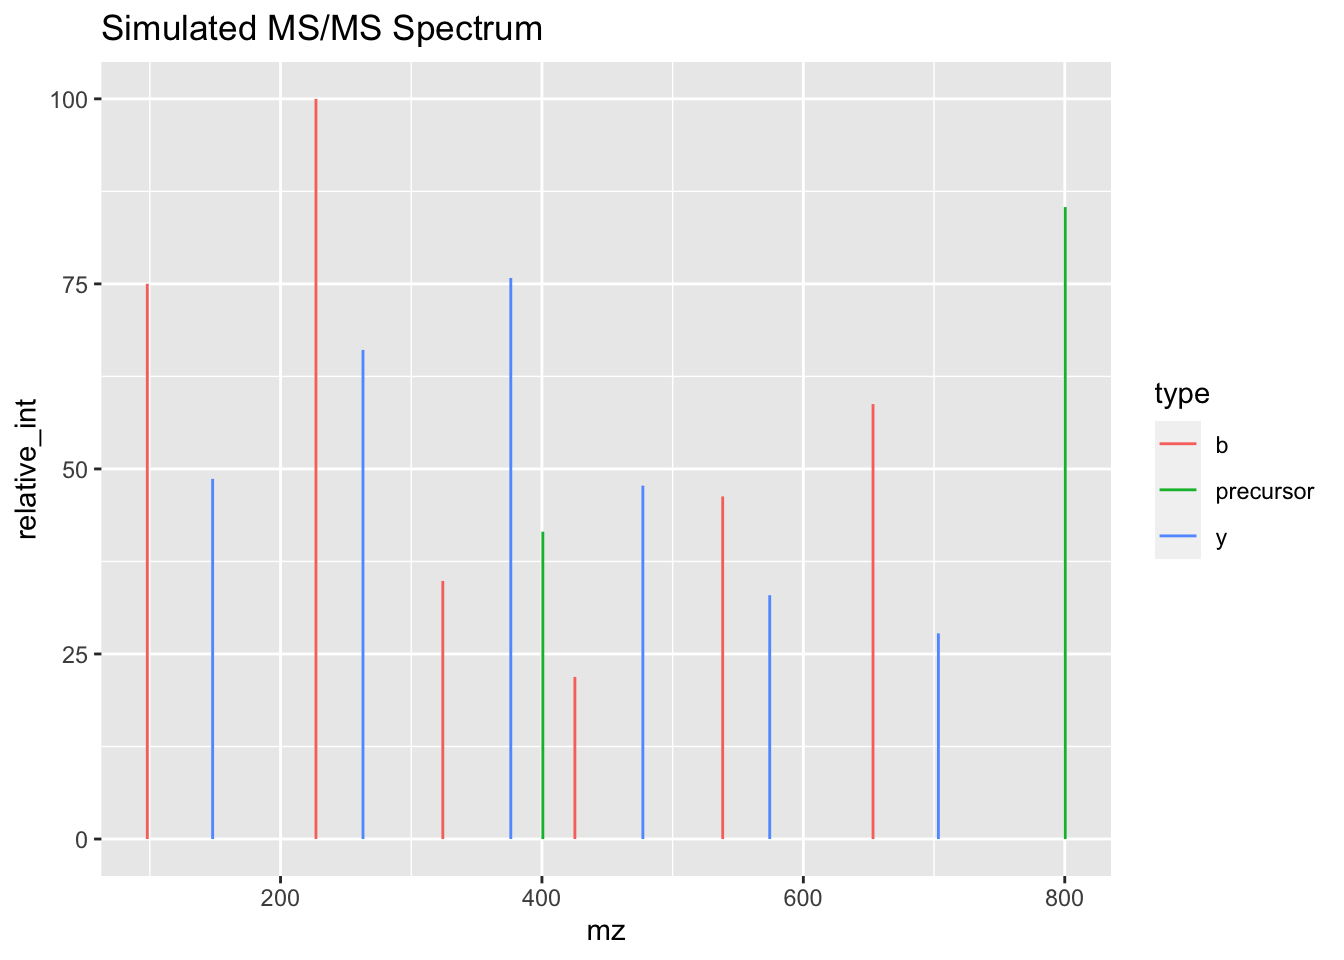 Simulated MS/MS Spectrum
100
75
50
25
0
relative_int
200
400
600
800
mz
type
b
precursor
y